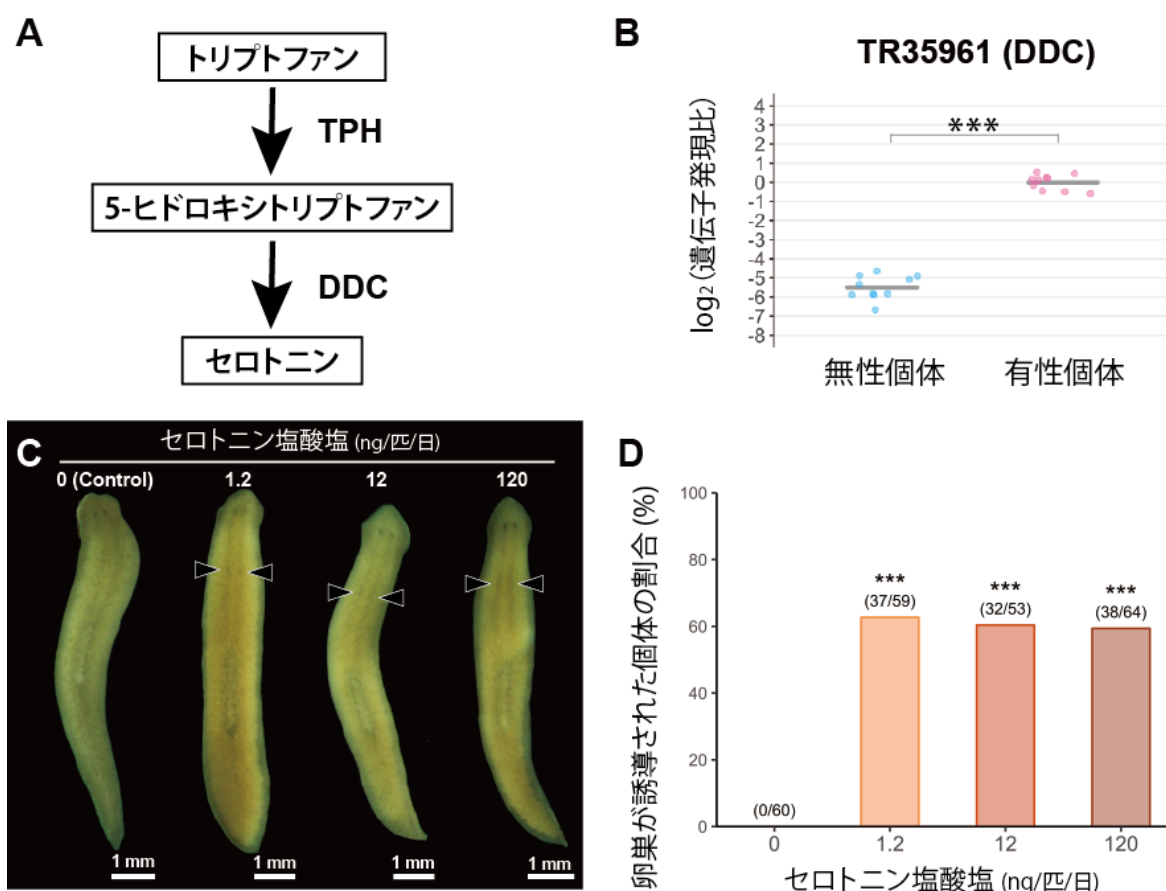 A
トリプトファン
TPH
5-ヒドロキシトリプトファン
DDC
セロトニン
B
TR35961 (DDC)
log2 (遺伝子発現比)
4
3
2
1
0
-1
-2
-3
-4
-5
-6
-7
-8
***
無性個体 有性個体
C
セロトニン塩酸塩 (ng/匹/日)
0 (Control) 1.2 12 120
1 mm 1 mm 1 mm 1 mm
D
卵巣が誘導された個体の割合 (%)
100
80
60
40
20
0
*** *** ***
(0/60) (37/59) (32/53) (38/64)
0 1.2 12 120
セロトニン塩酸塩 (ng/匹/日)